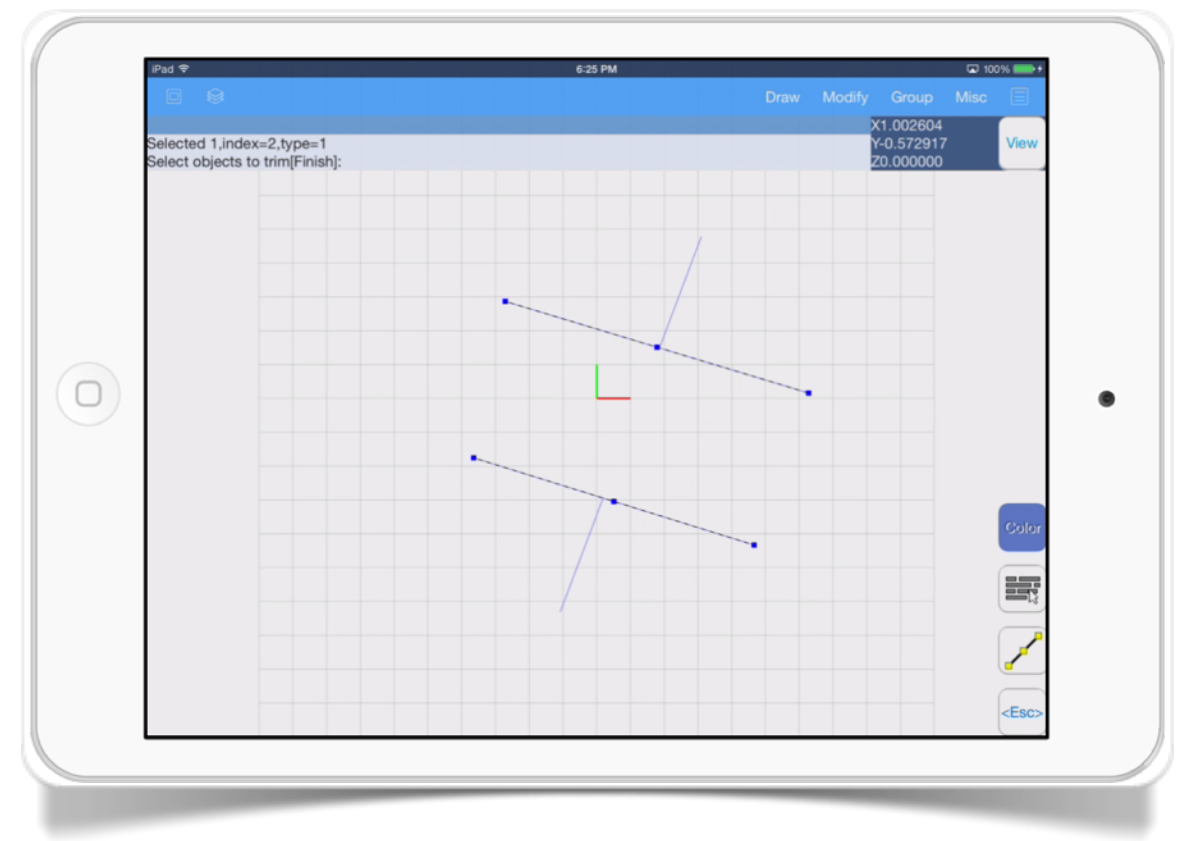 iPad 6:25 PM 100%
Draw Modify Group Misc
X1.002604
Selected 1,index=2,type=1 Y-0.572917 View
Select objects to trim[Finish]: Z0.000000
Color
<Esc>